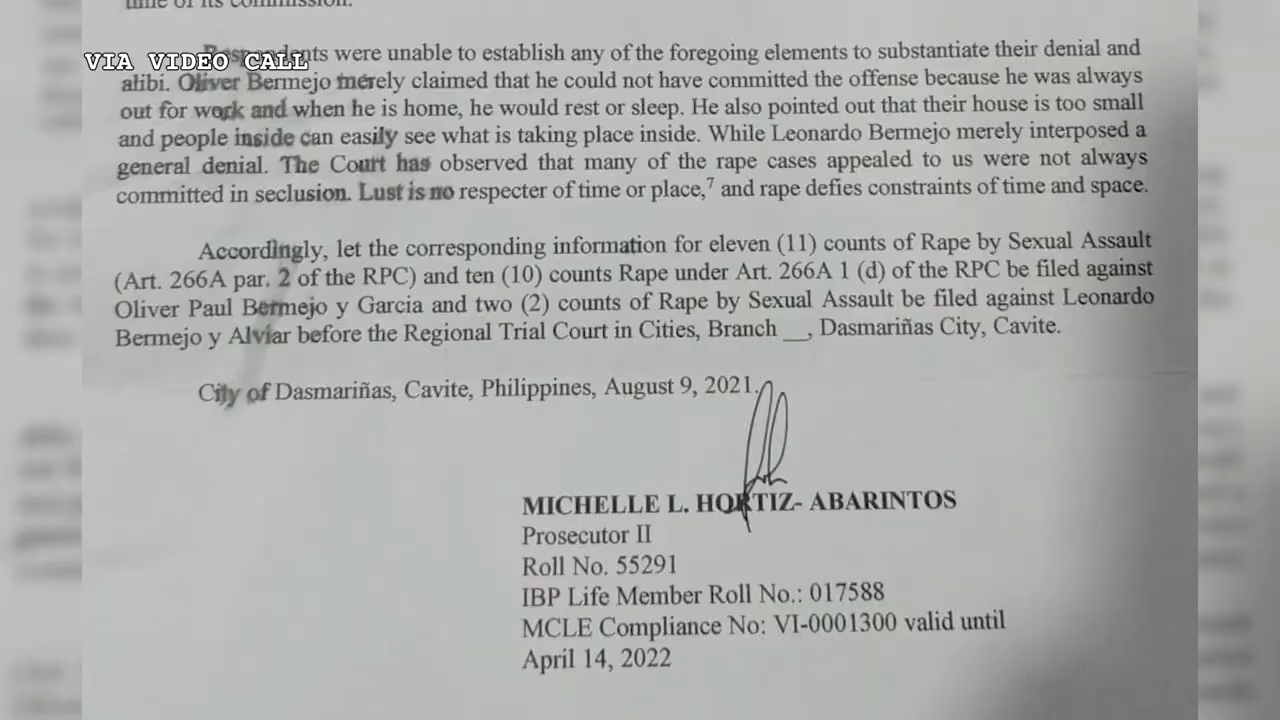 time of its commission.
VIA VIDEO CALL
Respondents were unable to establish any of the foregoing elements to substantiate their denial and
alibi. Oliver Bermejo merely claimed that he could not have committed the offense because he was always
out for work and when he is home, he would rest or sleep. He also pointed out that their house is too small
and people inside can easily see what is taking place inside. While Leonardo Bermejo merely interposed a
general denial. The Court has observed that many of the rape cases appealed to us were not always
committed in seclusion. Lust is no respecter of time or place,⁷ and rape defies constraints of time and space.
Accordingly, let the corresponding information for eleven (11) counts of Rape by Sexual Assault
(Art. 266A par. 2 of the RPC) and ten (10) counts Rape under Art. 266A 1 (d) of the RPC be filed against
Oliver Paul Bermejo y Garcia and two (2) counts of Rape by Sexual Assault be filed against Leonardo
Bermejo y Alviar before the Regional Trial Court in Cities, Branch __, Dasmariñas City, Cavite.
City of Dasmariñas, Cavite, Philippines, August 9, 2021.
MICHELLE L. HORTIZ- ABARINTOS
Prosecutor II
Roll No. 55291
IBP Life Member Roll No.: 017588
MCLE Compliance No: VI-0001300 valid until
April 14, 2022